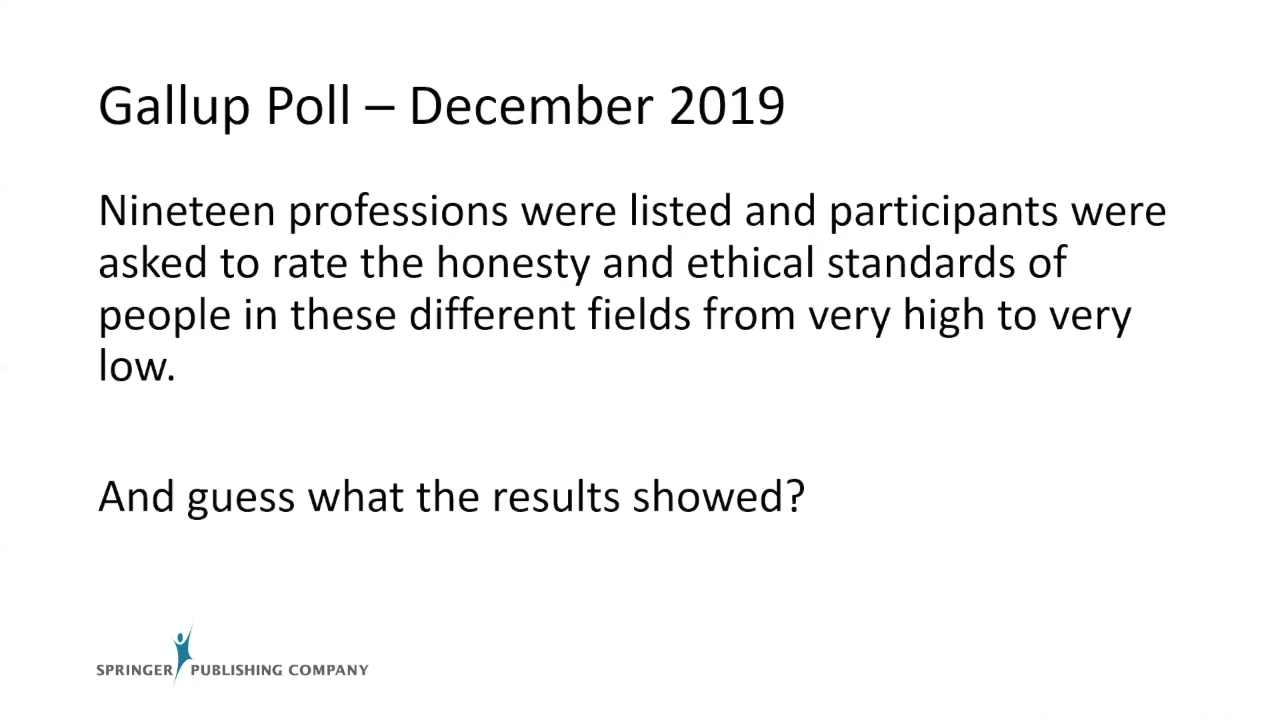 Gallup Poll – December 2019
Nineteen professions were listed and participants were
asked to rate the honesty and ethical standards of
people in these different fields from very high to very
low.
And guess what the results showed?
SPRINGER PUBLISHING COMPANY